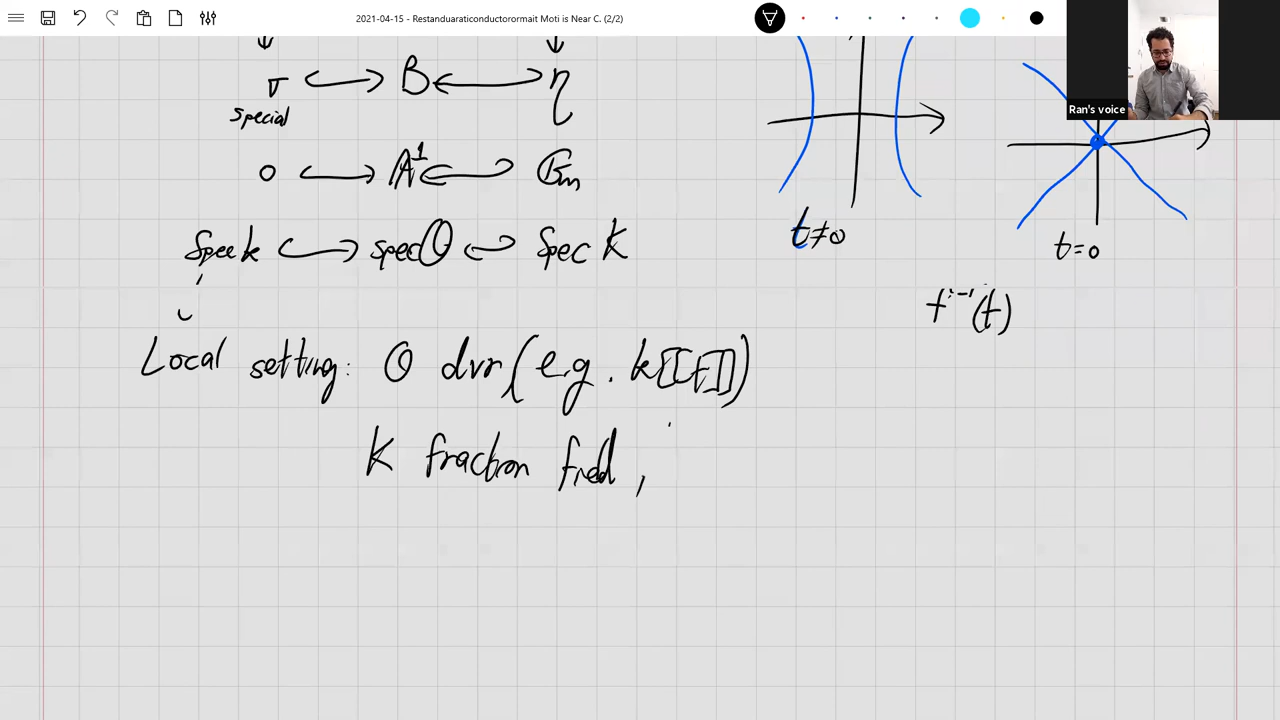 2021-04-15 - Restanduaraticonductorormait Moti is Near C. (2/2)
Ran's voice
σ ↪ B ↩ η
special
0 ↪ A¹ ↩ Gm
Spec k ↪ spec O ↩ Spec K
t≠0
t=0
f⁻¹(t)
Local setting: O dvr (e.g. k[[t]])
K fraction field,